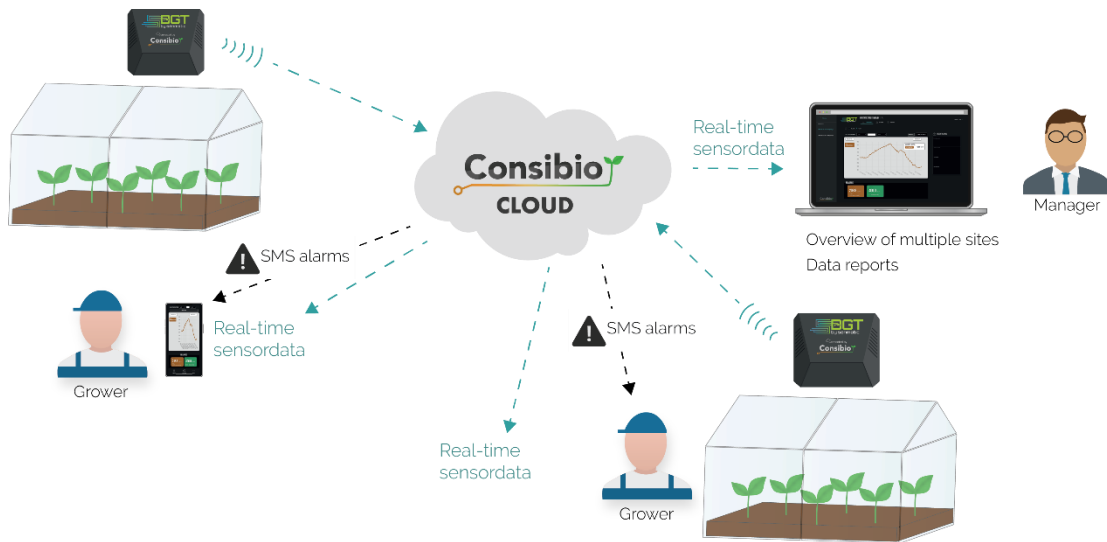 BGT
Consibio
Consibio
CLOUD
Real-time
sensordata
Manager
Overview of multiple sites
Data reports
SMS alarms
Real-time
sensordata
Grower
SMS alarms
BGT
Consibio
Real-time
sensordata
Grower